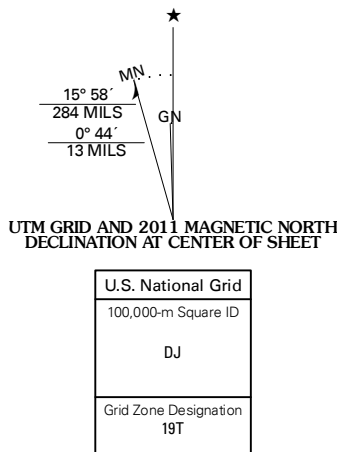 ★
MN
GN
15° 58´
284 MILS
0° 44´
13 MILS
UTM GRID AND 2011 MAGNETIC NORTH
DECLINATION AT CENTER OF SHEET
U.S. National Grid
100,000-m Square ID
DJ
Grid Zone Designation
19T